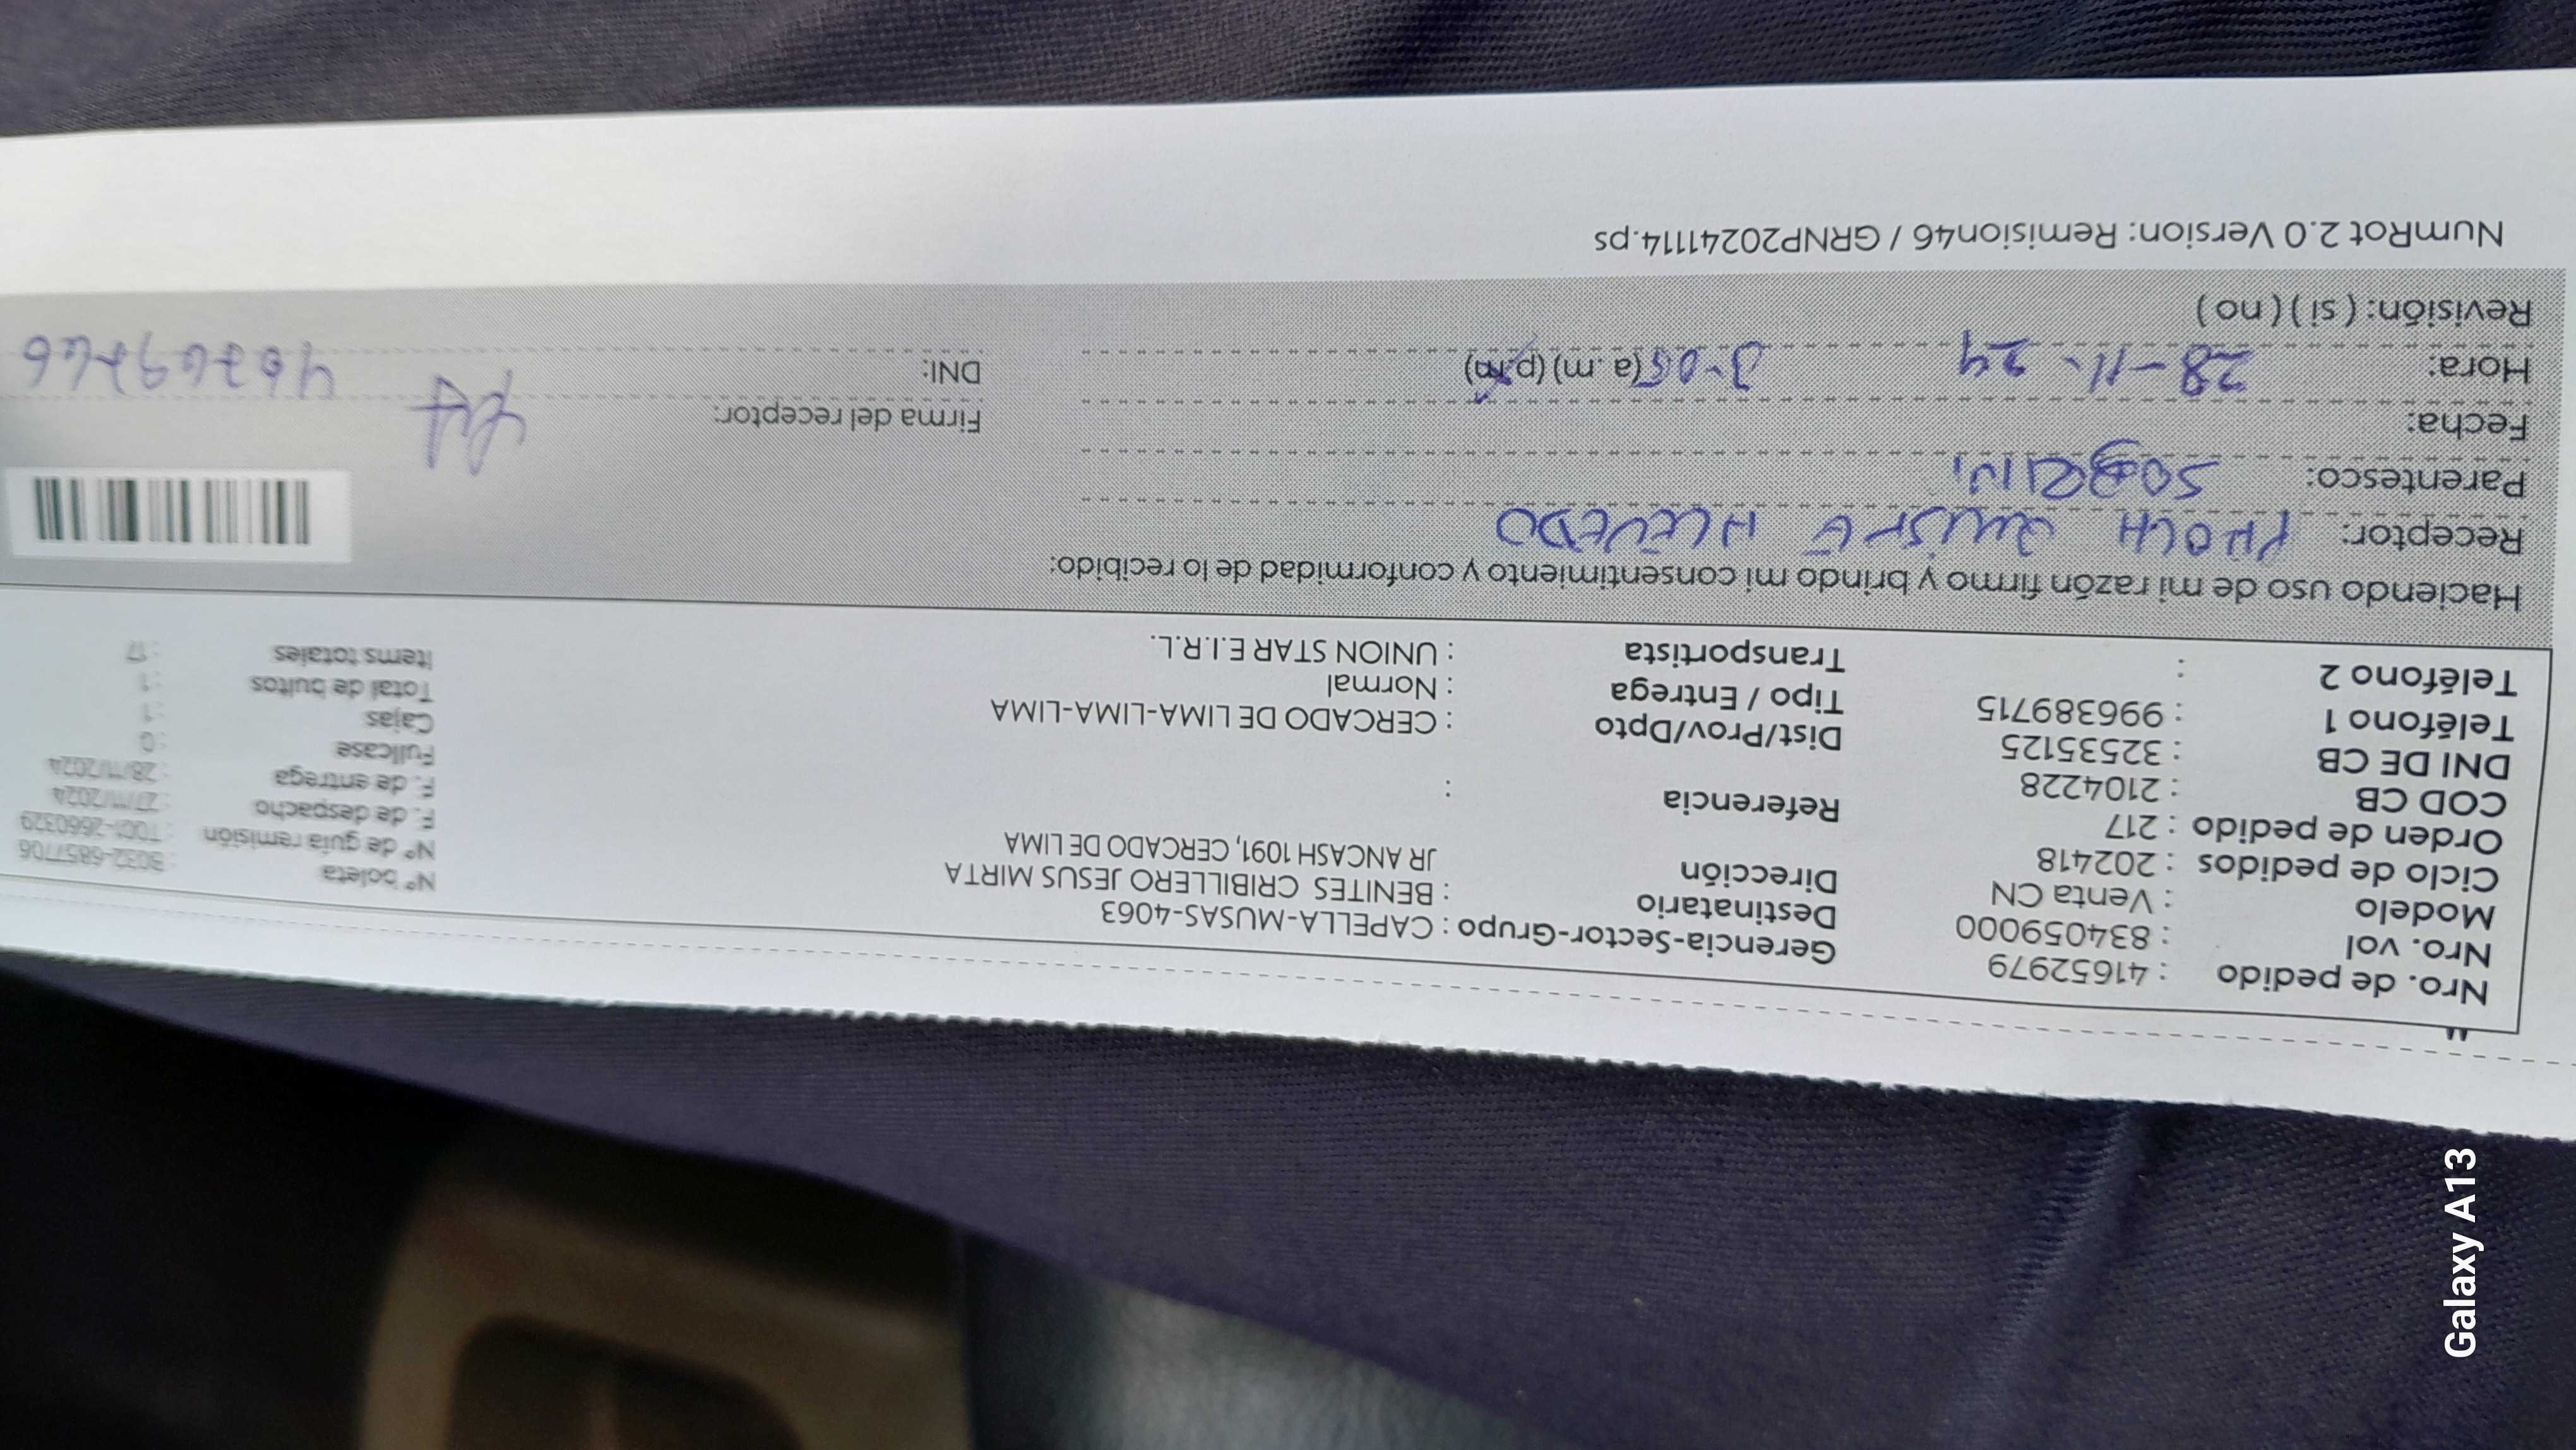 Nro. de pedido : 41652979
Nro. vol : 834059000
Modelo : Venta CN
Ciclo de pedidos : 202418
Orden de pedido : 217
COD CB : 2104228
DNI DE CB : 32535125
Teléfono 1 : 996389715
Teléfono 2 :
Gerencia-Sector-Grupo : CAPELLA-MUSAS-4063
Destinatario : BENITES CRIBILLERO JESUS MIRTA
Dirección JR ANCASH 1091, CERCADO DE LIMA
Referencia :
Dist/Prov/Dpto : CERCADO DE LIMA-LIMA-LIMA
Tipo / Entrega : Normal
Transportista : UNION STAR E.I.R.L.
N° boleta : B032-6857706
N° de guía remisión : T001-2660329
F. de despacho : 27/11/2024
F. de entrega : 28/11/2024
Fullcase : 0
Cajas : 1
Total de bultos : 1
Items totales : 17
Haciendo uso de mi razón firmo y brindo mi consentimiento y conformidad de lo recibido:
Receptor: QUISPE ACEVEDO
Parentesco:
Fecha:
Hora: 28-11-24 3:05 (a. m) (p.m)
Revisión: ( si ) ( no )
Firma del receptor:
DNI:
NumRot 2.0 Version: Remision46 / GRNP20241114.ps
Galaxy A13